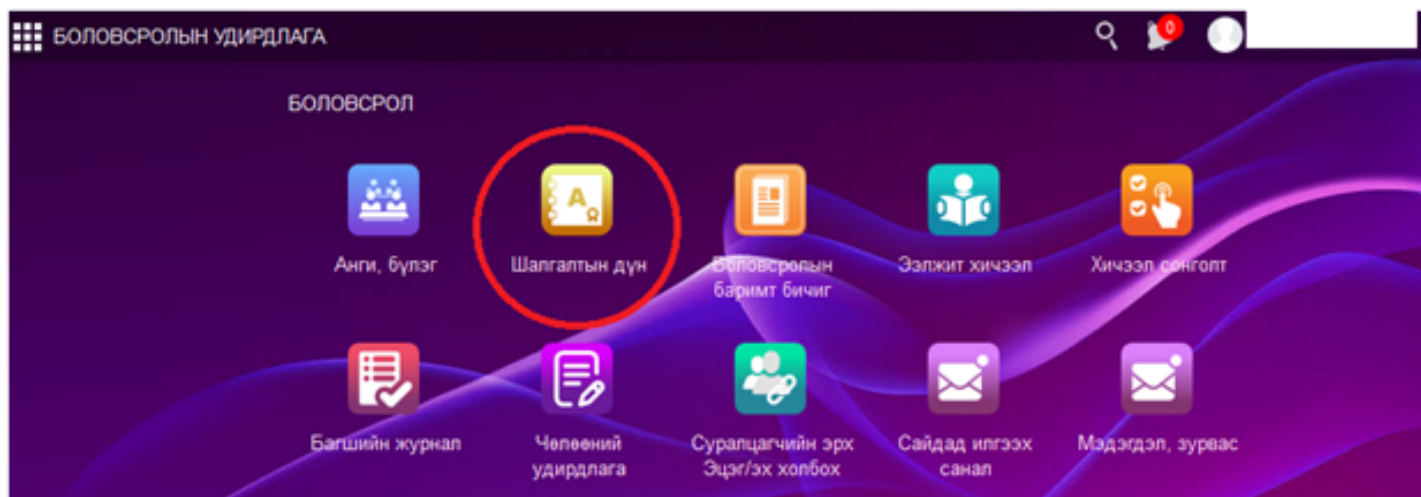 БОЛОВСРОЛЫН УДИРДЛАГА
0
БОЛОВСРОЛ
A
Анги, бүлэг
Шалгалтын дүн
Боловсролын
баримт бичиг
Ээлжит хичээл
Хичээл сонголт
Багшийн журнал
Чөлөөний
удирдлага
Суралцагчийн эрх
Эцэг/эх холбох
Сайдад илгээх
санал
Мэдэгдэл, зурвас